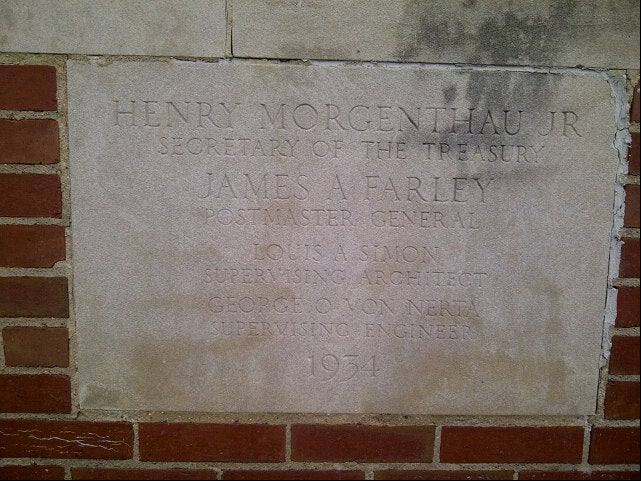 HENRY MORGENTHAU JR
SECRETARY OF THE TREASURY
JAMES A FARLEY
POSTMASTER GENERAL
LOUIS A SIMON
SUPERVISING ARCHITECT
GEORGE O VON NERTA
SUPERVISING ENGINEER
1934